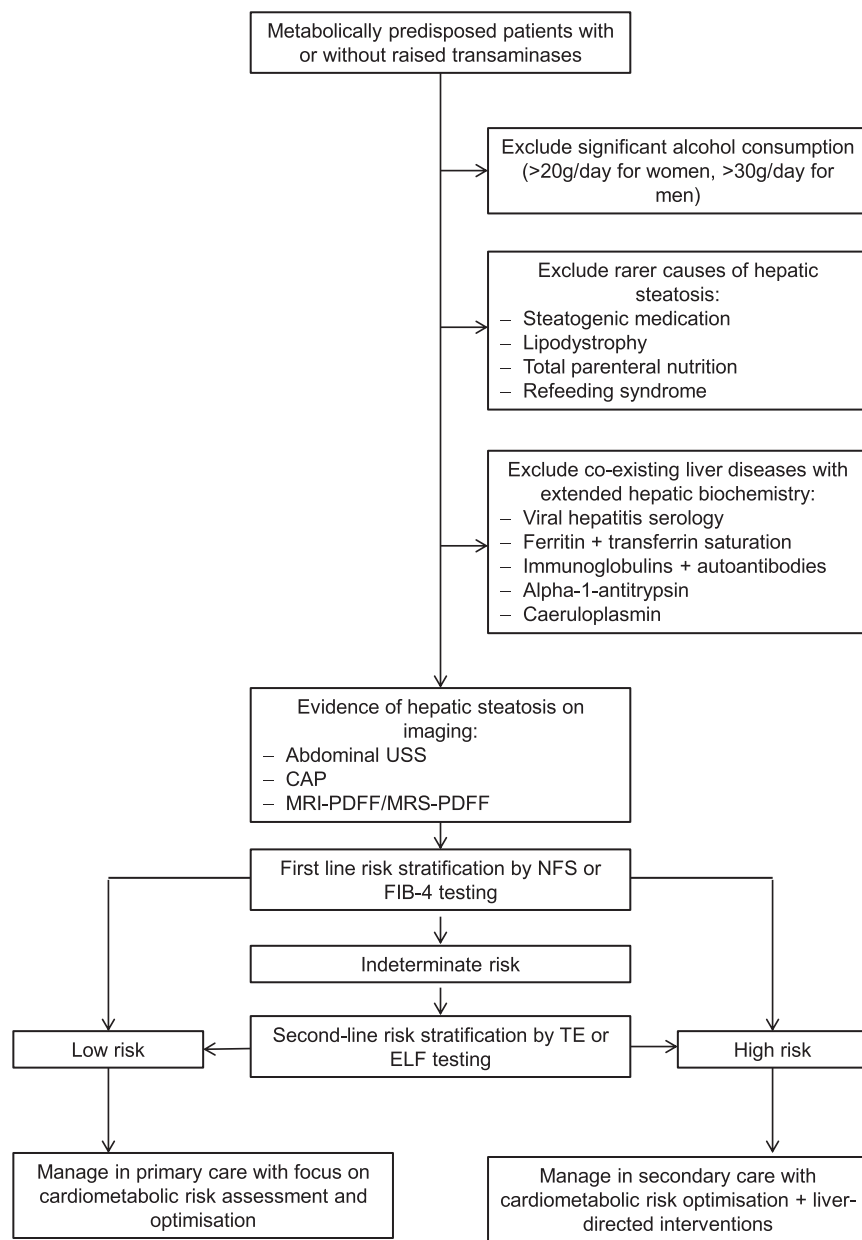 Metabolically predisposed patients with
or without raised transaminases
Exclude significant alcohol consumption
(>20g/day for women, >30g/day for
men)
Exclude rarer causes of hepatic
steatosis:
– Steatogenic medication
– Lipodystrophy
– Total parenteral nutrition
– Refeeding syndrome
Exclude co-existing liver diseases with
extended hepatic biochemistry:
– Viral hepatitis serology
– Ferritin + transferrin saturation
– Immunoglobulins + autoantibodies
– Alpha-1-antitrypsin
– Caeruloplasmin
Evidence of hepatic steatosis on
imaging:
– Abdominal USS
– CAP
– MRI-PDFF/MRS-PDFF
First line risk stratification by NFS or
FIB-4 testing
Indeterminate risk
Low risk
Second-line risk stratification by TE or
ELF testing
High risk
Manage in primary care with focus on
cardiometabolic risk assessment and
optimisation
Manage in secondary care with
cardiometabolic risk optimisation + liver-
directed interventions